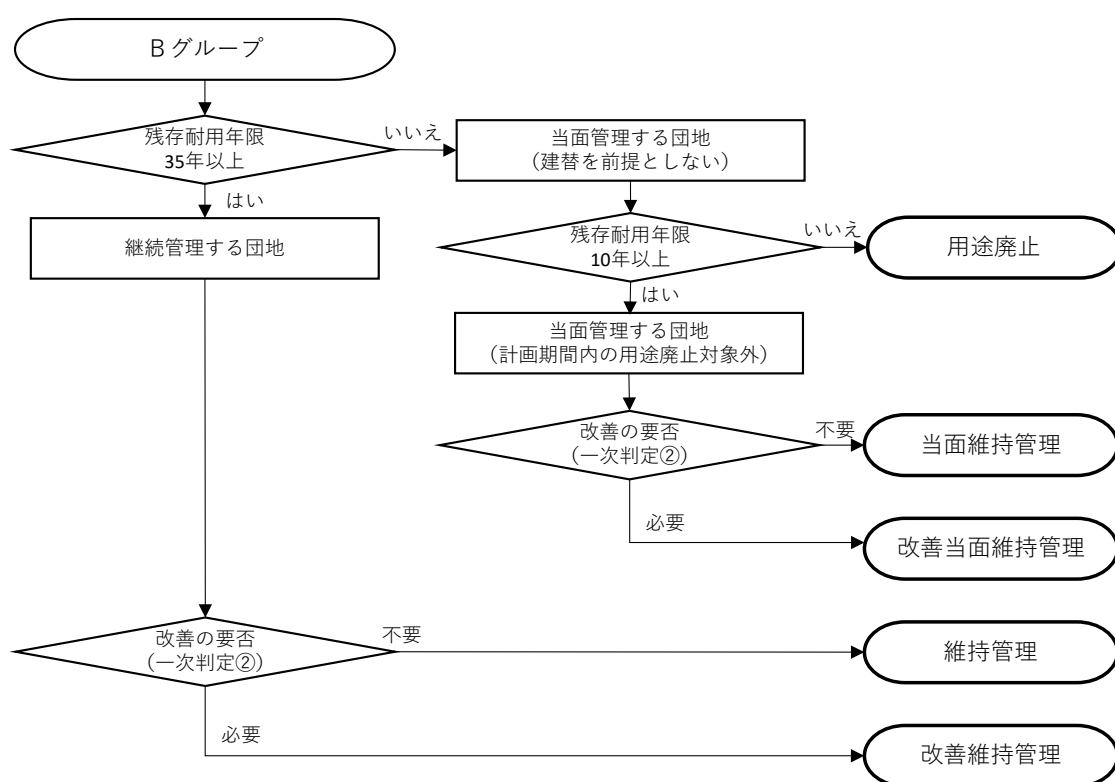 Bグループ
残存耐用年限
35年以上
いいえ
当面管理する団地
（建替を前提としない）
はい
継続管理する団地
残存耐用年限
10年以上
いいえ
用途廃止
はい
当面管理する団地
（計画期間内の用途廃止対象外）
改善の要否
（一次判定②）
不要
当面維持管理
必要
改善当面維持管理
改善の要否
（一次判定②）
不要
維持管理
必要
改善維持管理